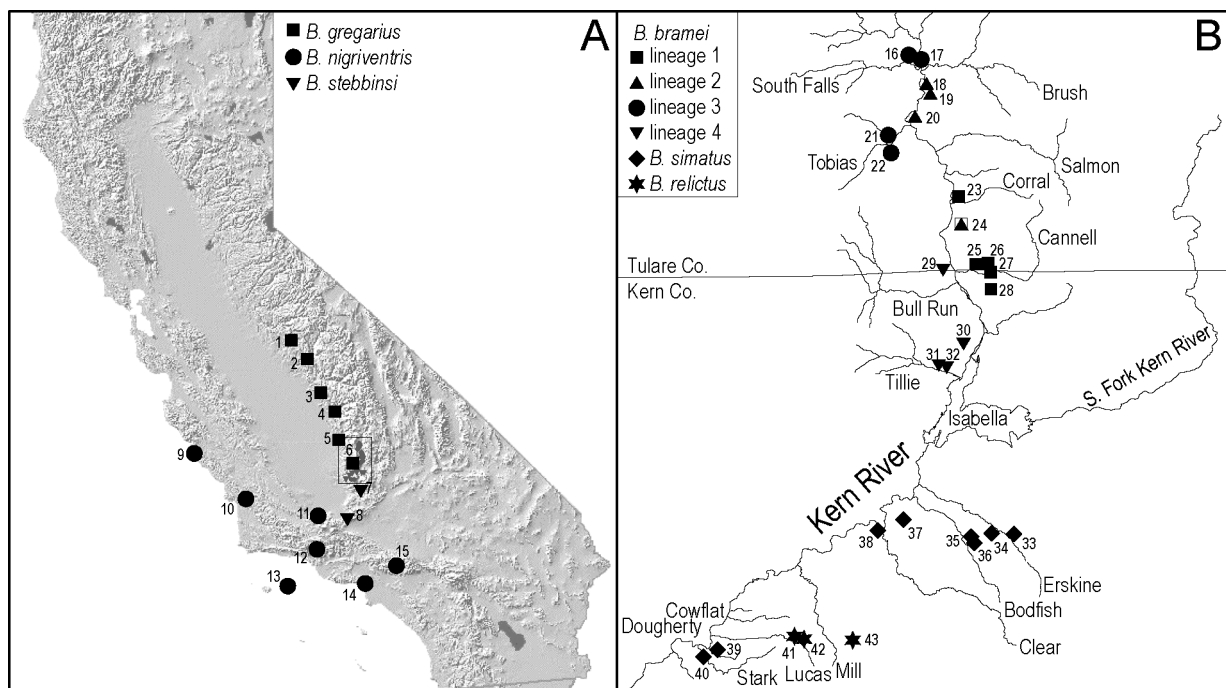 A
B. gregarius
B. nigriventris
B. stebbinsi
1
2
3
4
5
6
7
8
9
10
11
12
13
14
15
B
B. bramei
lineage 1
lineage 2
lineage 3
lineage 4
B. simatus
B. relictus
16
17
South Falls
18
19
Brush
20
21
22
Tobias
Salmon
23
Corral
24
Cannell
25
26
27
28
29
Tulare Co.
Kern Co.
Bull Run
30
31
32
Tillie
S. Fork Kern River
Isabella
Kern River
38
37
35
36
34
33
Erskine
Bodfish
Clear
Cowflat
Dougherty
39
40
41
42
43
Stark
Lucas
Mill